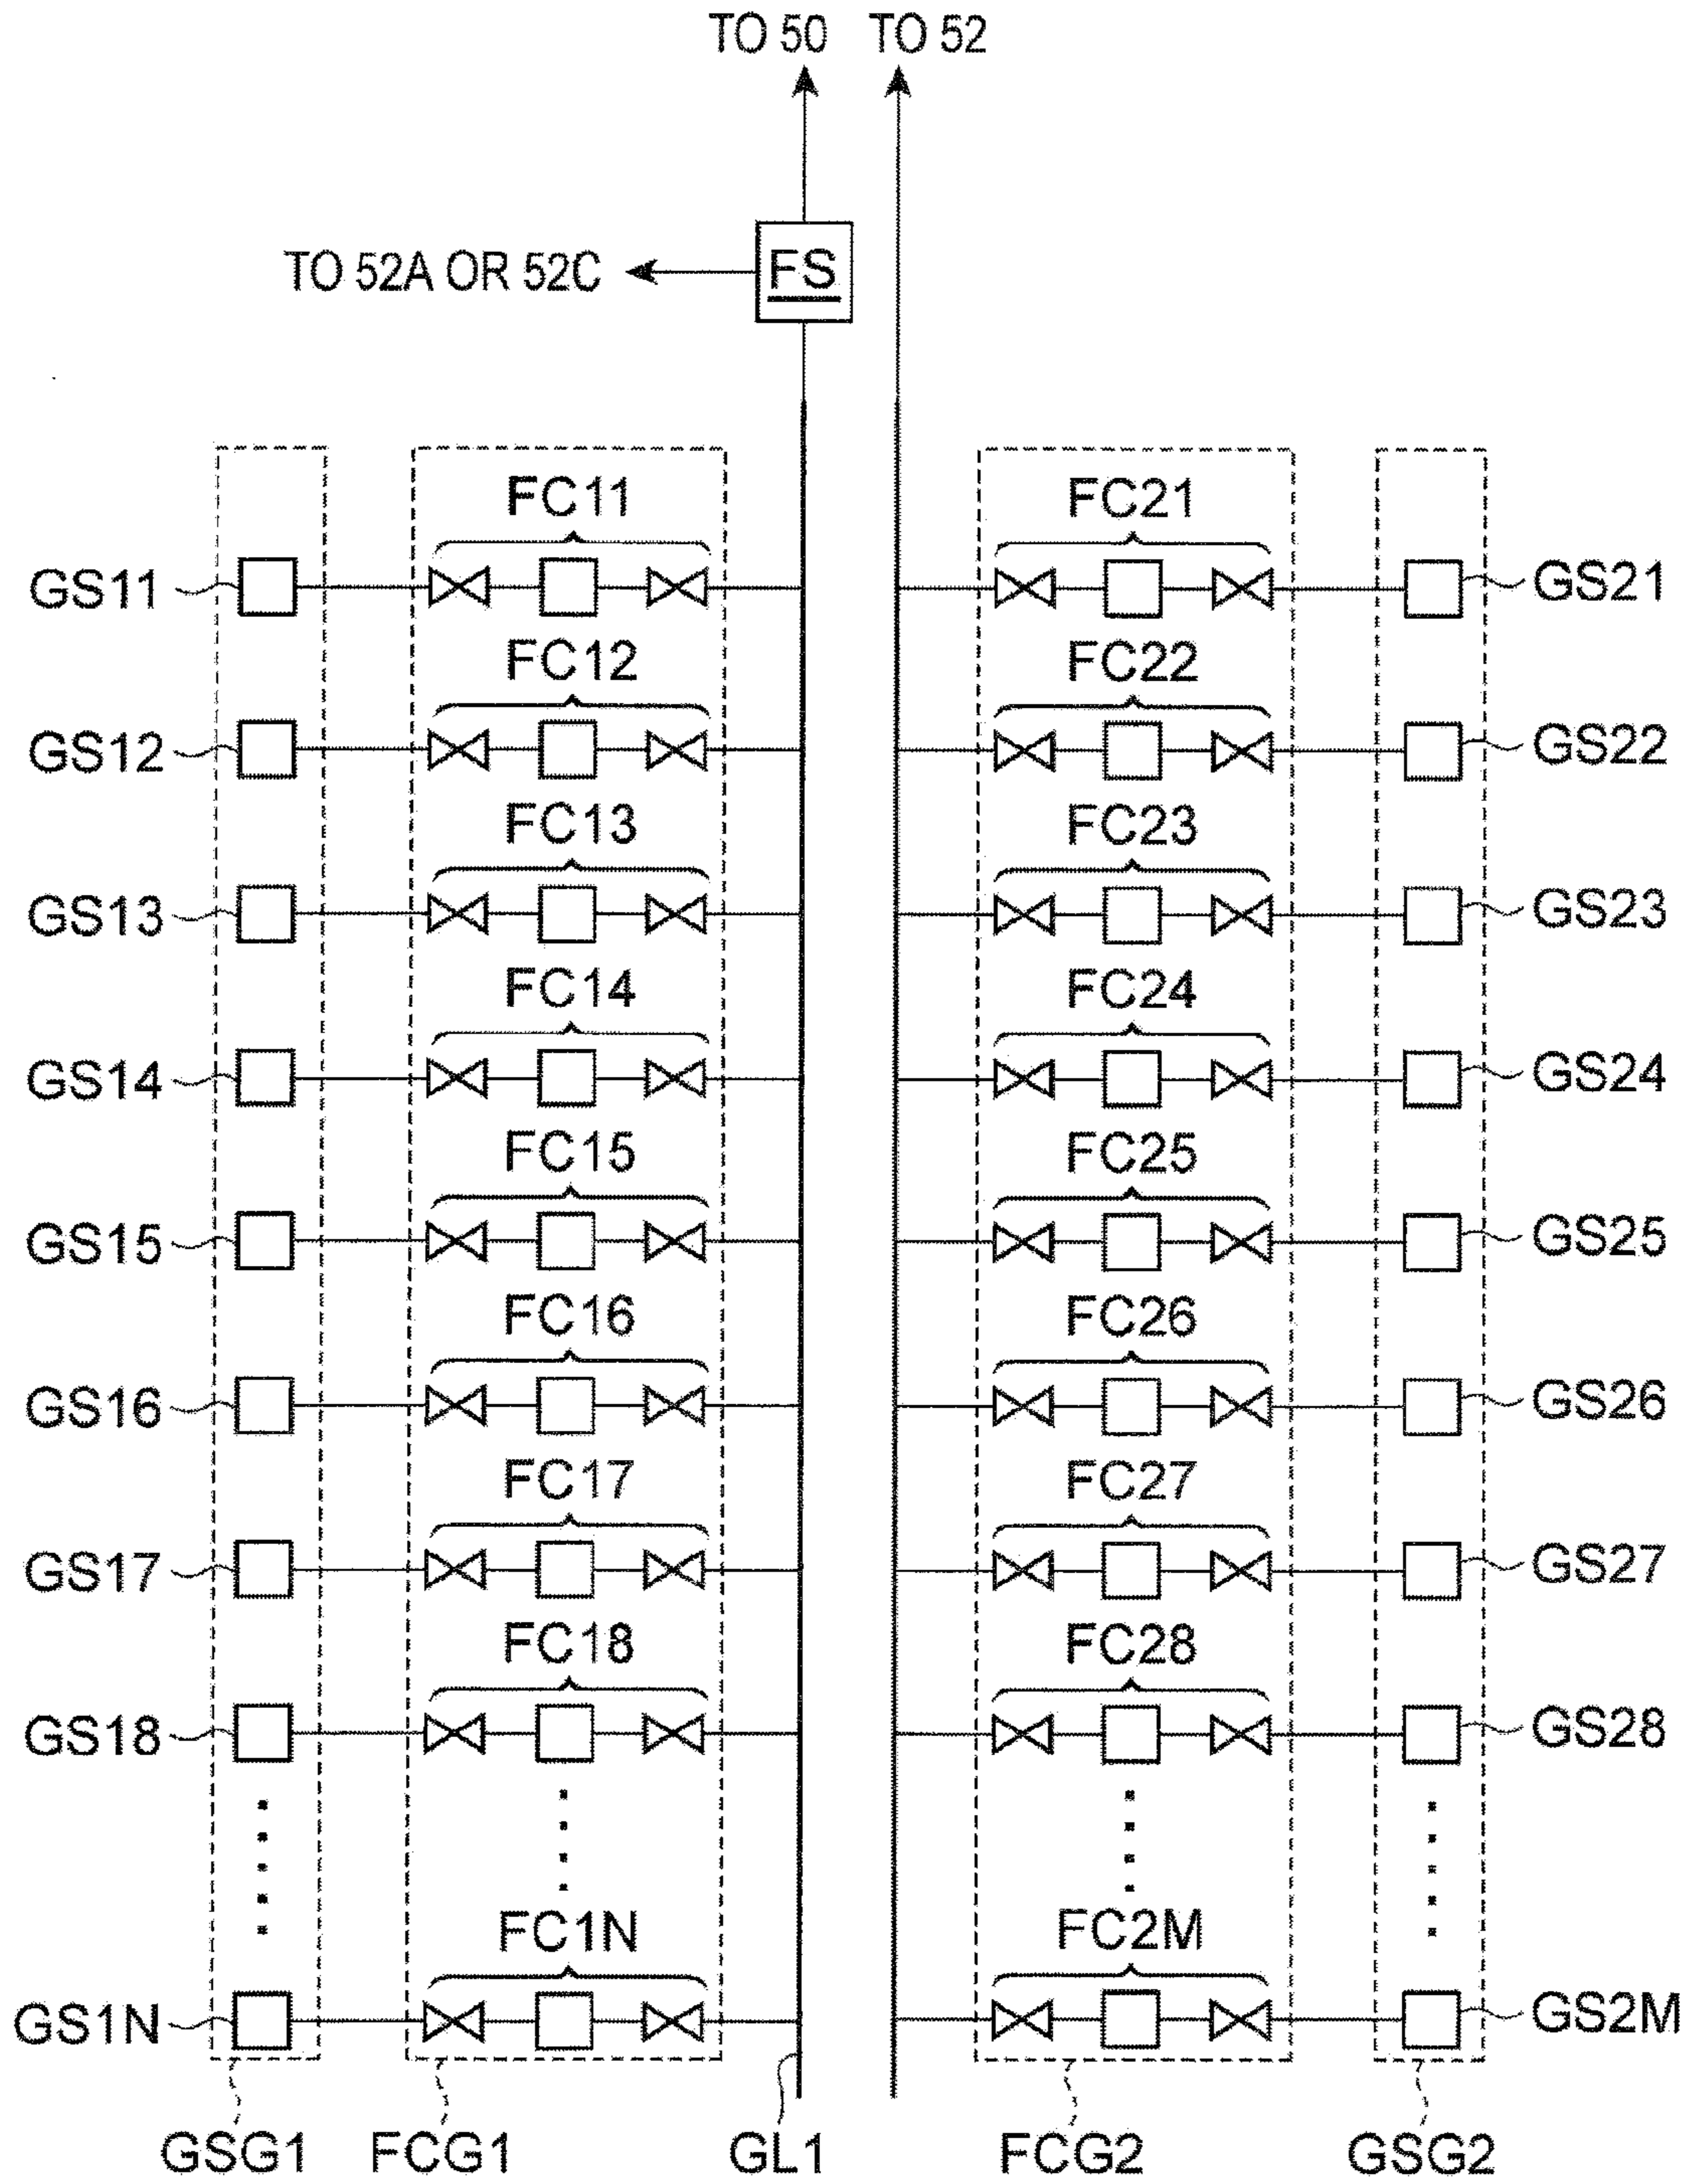 TO 50 TO 52
TO 52A OR 52C
FS
FC11 FC21
GS11 GS21
FC12 FC22
GS12 GS22
FC13 FC23
GS13 GS23
FC14 FC24
GS14 GS24
FC15 FC25
GS15 GS25
FC16 FC26
GS16 GS26
FC17 FC27
GS17 GS27
FC18 FC28
GS18 GS28
FC1N FC2M
GS1N GS2M
GSG1 FCG1 GL1 FCG2 GSG2